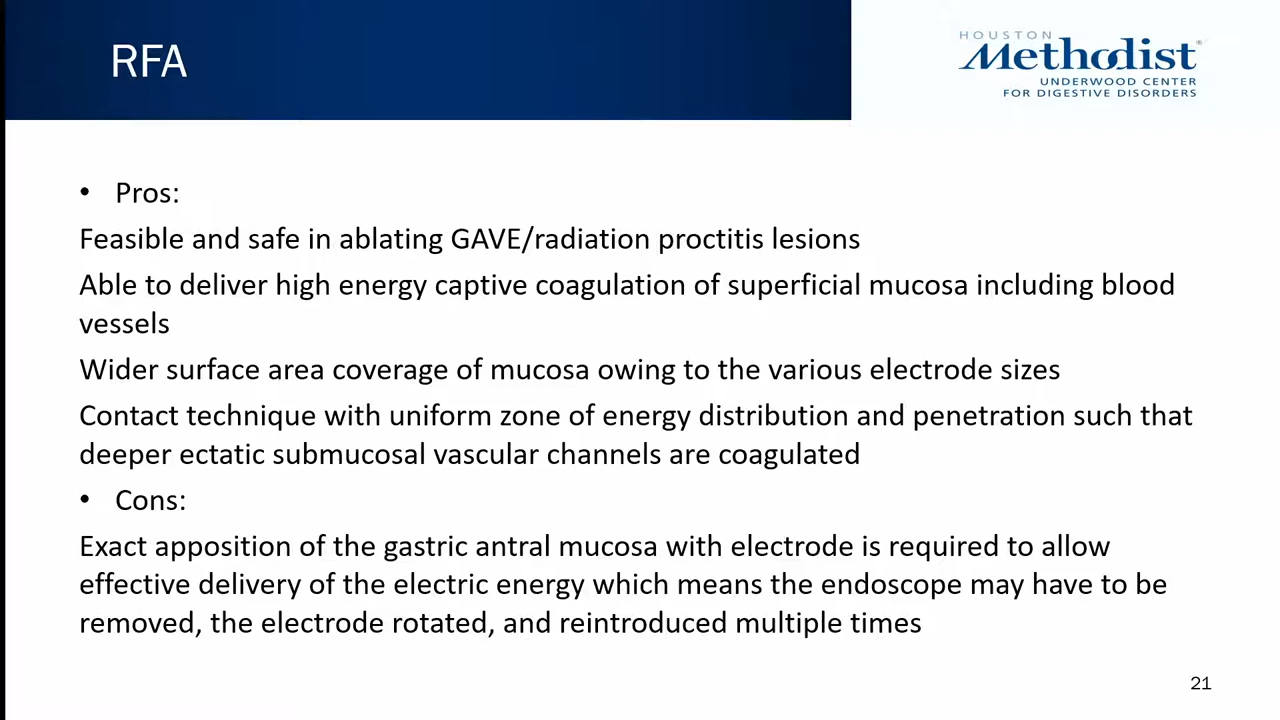 RFA
HOUSTON
Methodist®
UNDERWOOD CENTER
FOR DIGESTIVE DISORDERS
• Pros:
Feasible and safe in ablating GAVE/radiation proctitis lesions
Able to deliver high energy captive coagulation of superficial mucosa including blood
vessels
Wider surface area coverage of mucosa owing to the various electrode sizes
Contact technique with uniform zone of energy distribution and penetration such that
deeper ectatic submucosal vascular channels are coagulated
• Cons:
Exact apposition of the gastric antral mucosa with electrode is required to allow
effective delivery of the electric energy which means the endoscope may have to be
removed, the electrode rotated, and reintroduced multiple times
21